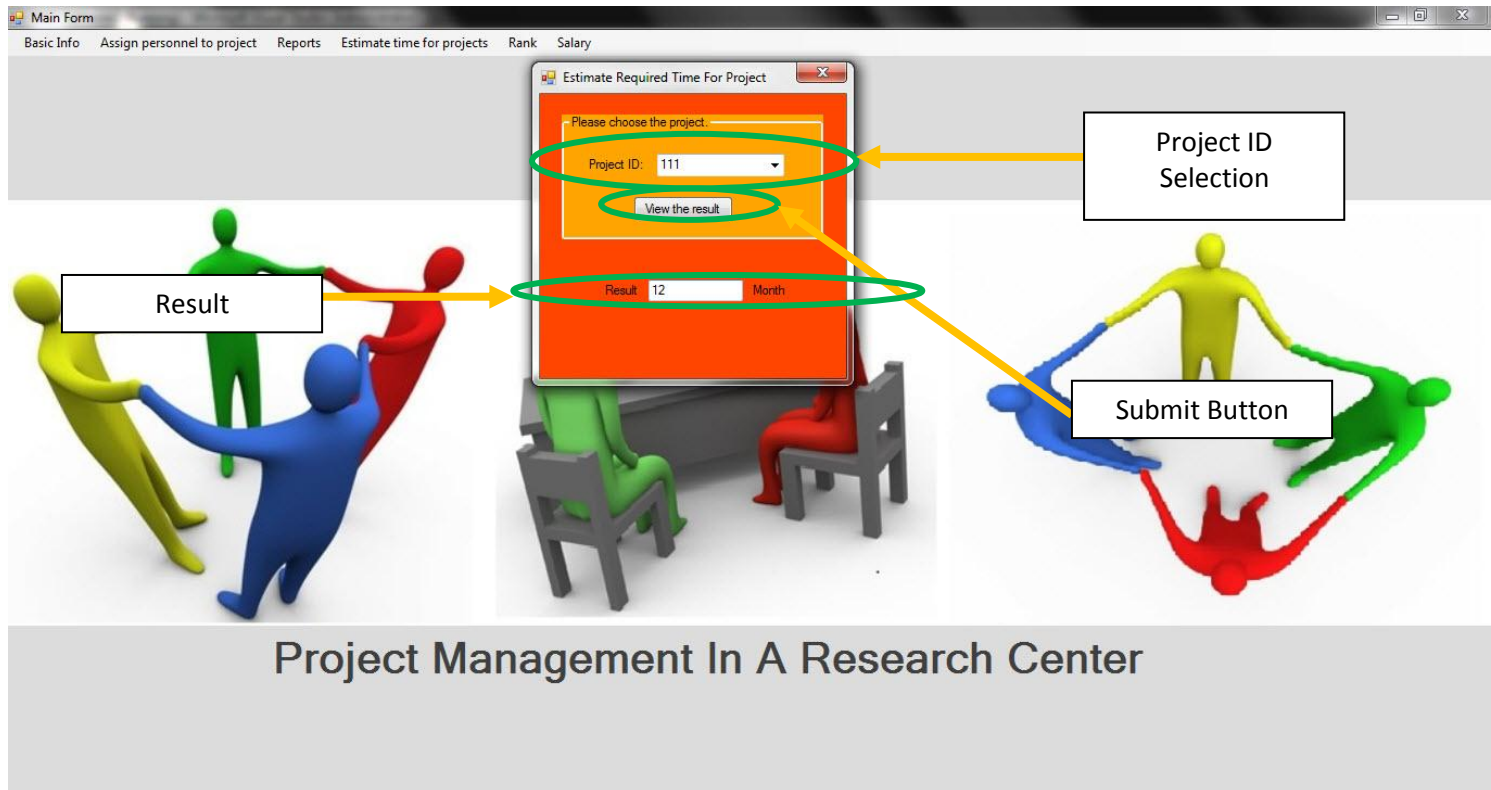 Main Form
Basic Info Assign personnel to project Reports Estimate time for projects Rank Salary
Estimate Required Time For Project
Please choose the project.
Project ID: 111
View the result
Result 12 Month
Project ID
Selection
Result
Submit Button
Project Management In A Research Center